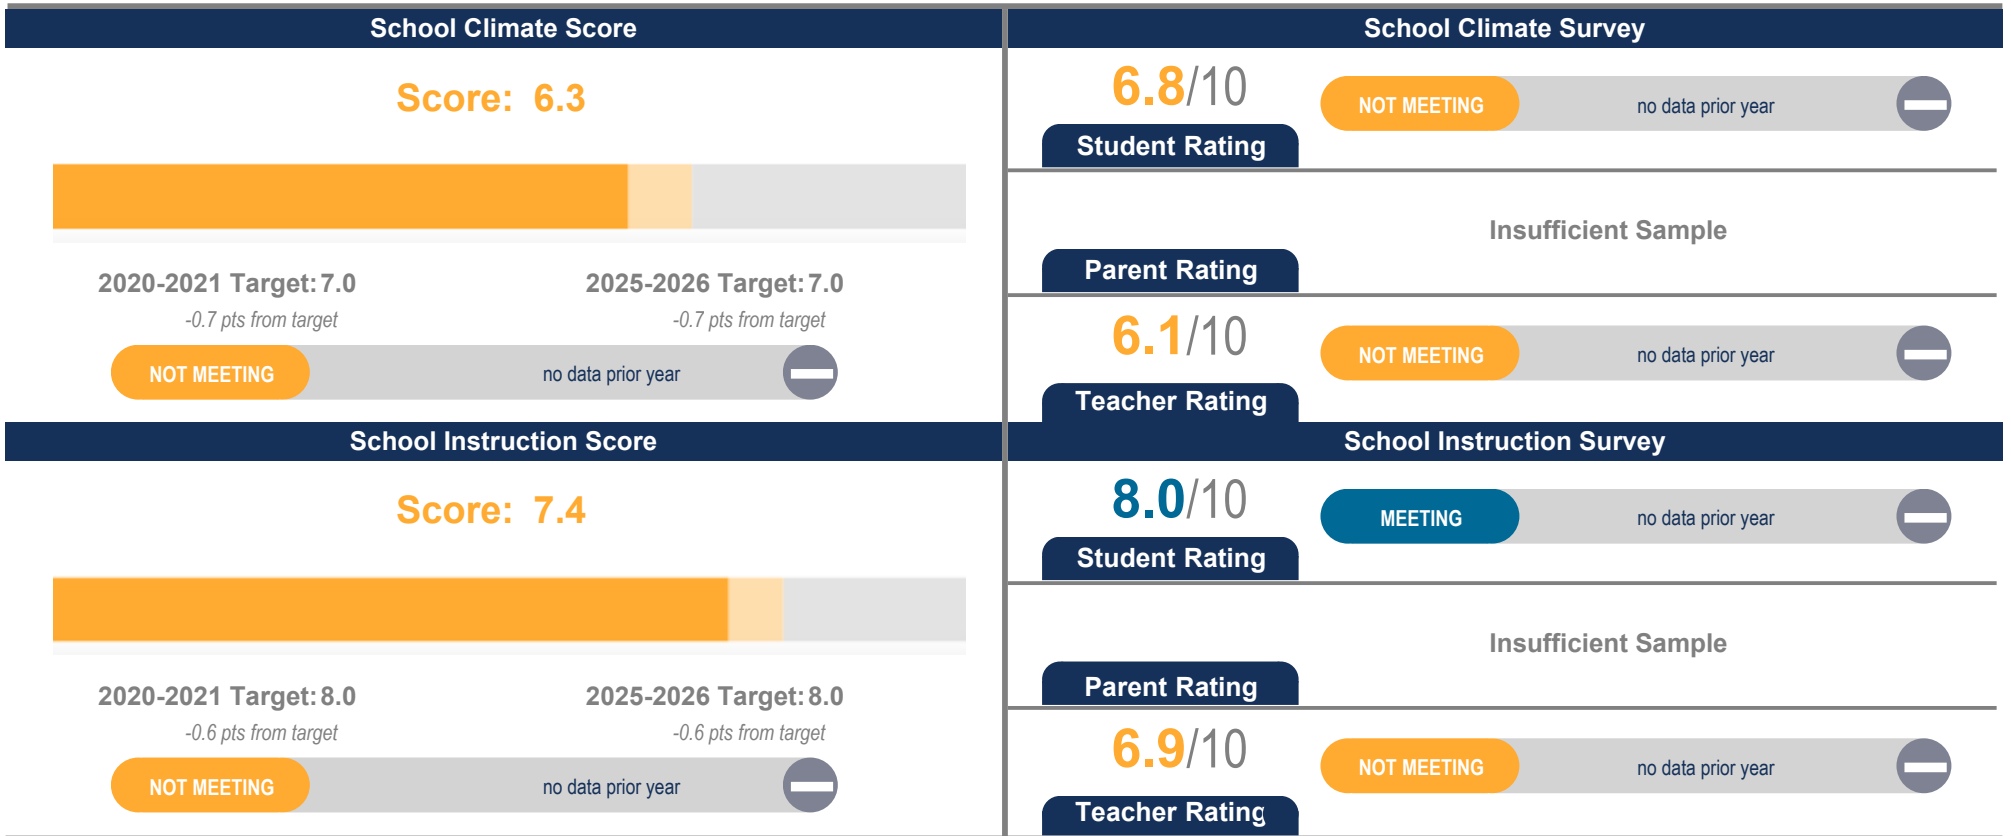 School Climate Score
Score: 6.3
2020-2021 Target: 7.0
-0.7 pts from target
2025-2026 Target: 7.0
-0.7 pts from target
NOT MEETING
no data prior year
School Climate Survey
6.8/10
Student Rating
NOT MEETING
no data prior year
Parent Rating
Insufficient Sample
6.1/10
Teacher Rating
NOT MEETING
no data prior year
School Instruction Score
Score: 7.4
2020-2021 Target: 8.0
-0.6 pts from target
2025-2026 Target: 8.0
-0.6 pts from target
NOT MEETING
no data prior year
School Instruction Survey
8.0/10
Student Rating
MEETING
no data prior year
Parent Rating
Insufficient Sample
6.9/10
Teacher Rating
NOT MEETING
no data prior year